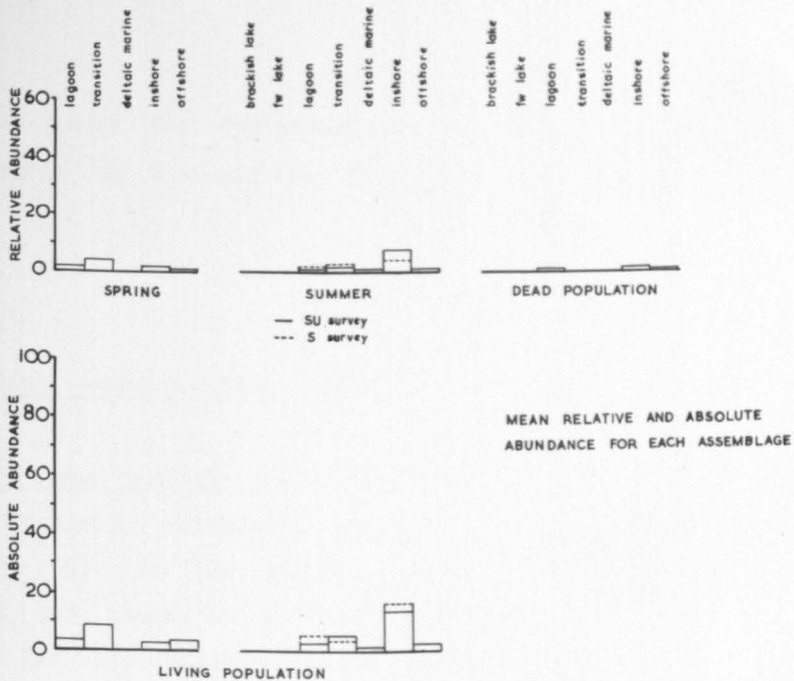 lagoon
transition
deltaic marine
inshore
offshore
brackish lake
fw lake
lagoon
transition
deltaic marine
inshore
offshore
brackish lake
fw lake
lagoon
transition
deltaic marine
inshore
offshore
RELATIVE ABUNDANCE
60
40
20
0
SPRING
SUMMER
DEAD POPULATION
SU survey
S survey
ABSOLUTE ABUNDANCE
100
80
60
40
20
0
MEAN RELATIVE AND ABSOLUTE
ABUNDANCE FOR EACH ASSEMBLAGE
LIVING POPULATION